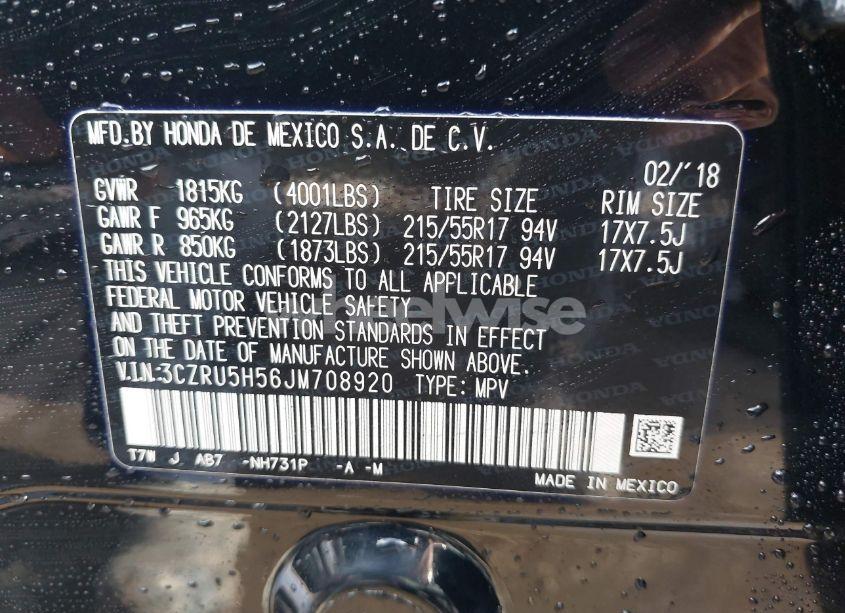 MFD. BY HONDA DE MEXICO S.A. DE C.V.
02/'18
GVWR 1815KG (4001LBS) TIRE SIZE RIM SIZE
GAWR F 965KG (2127LBS) 215/55R17 94V 17X7.5J
GAWR R 850KG (1873LBS) 215/55R17 94V 17X7.5J
THIS VEHICLE CONFORMS TO ALL APPLICABLE
FEDERAL MOTOR VEHICLE SAFETY
AND THEFT PREVENTION STANDARDS IN EFFECT
ON THE DATE OF MANUFACTURE SHOWN ABOVE.
V.I.N:3CZRU5H56JM708920 TYPE: MPV
T7W J AB7 -NH731P -A -M
MADE IN MEXICO